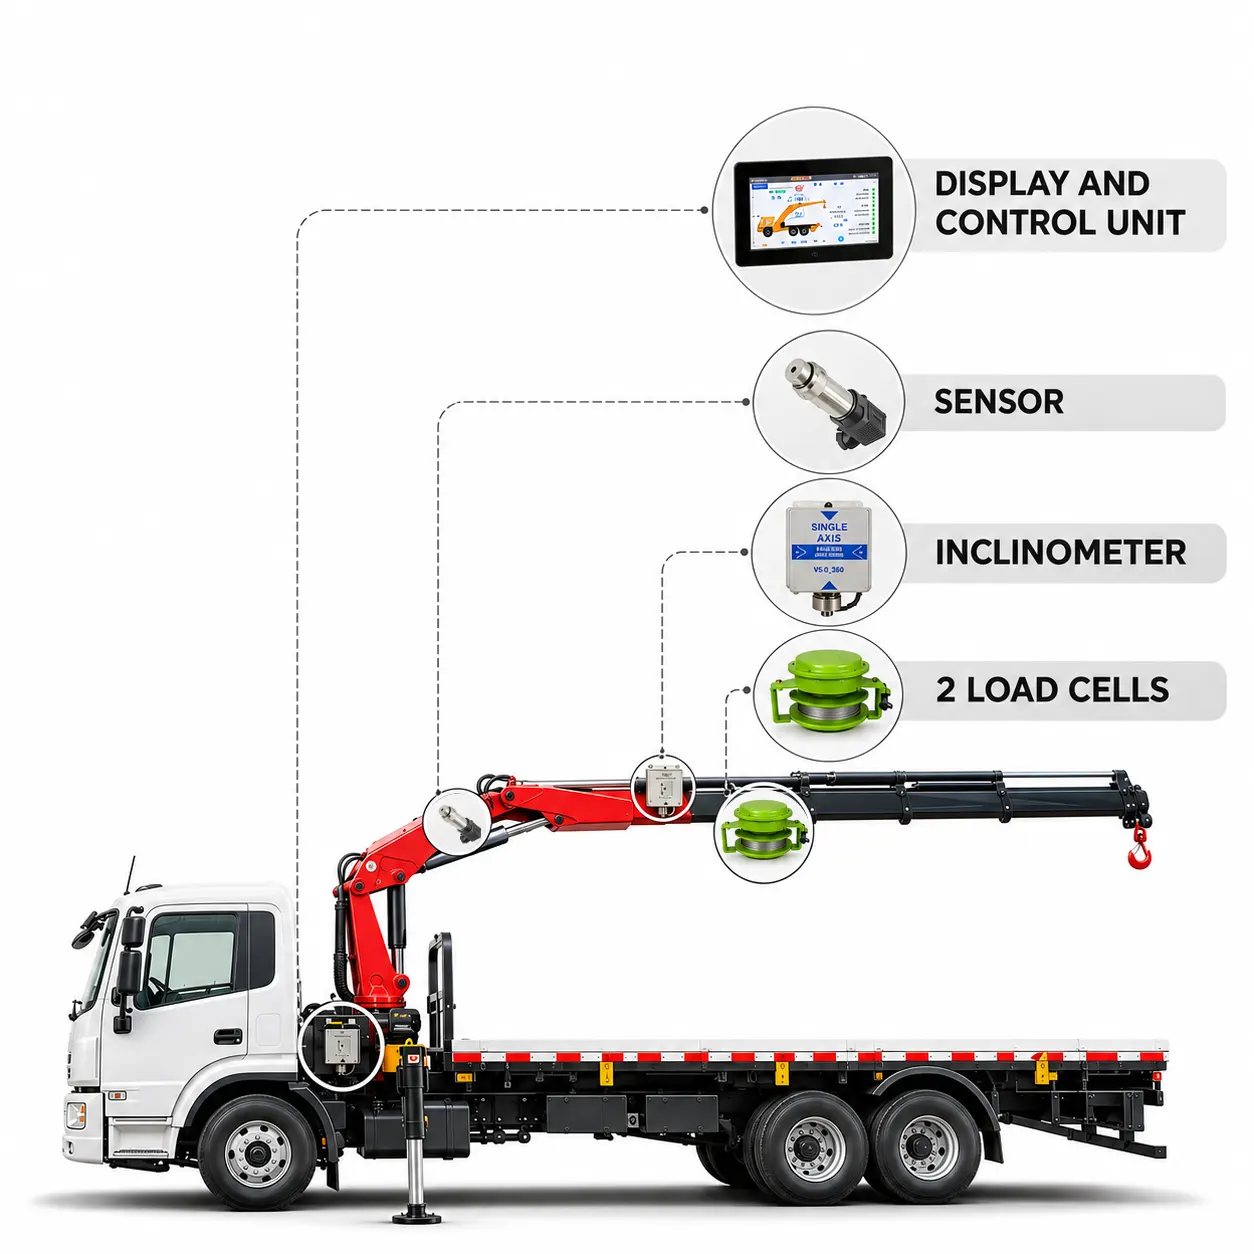 DISPLAY AND
CONTROL UNIT
SENSOR
SINGLE
AXIS
INCLINOMETER
2 LOAD CELLS